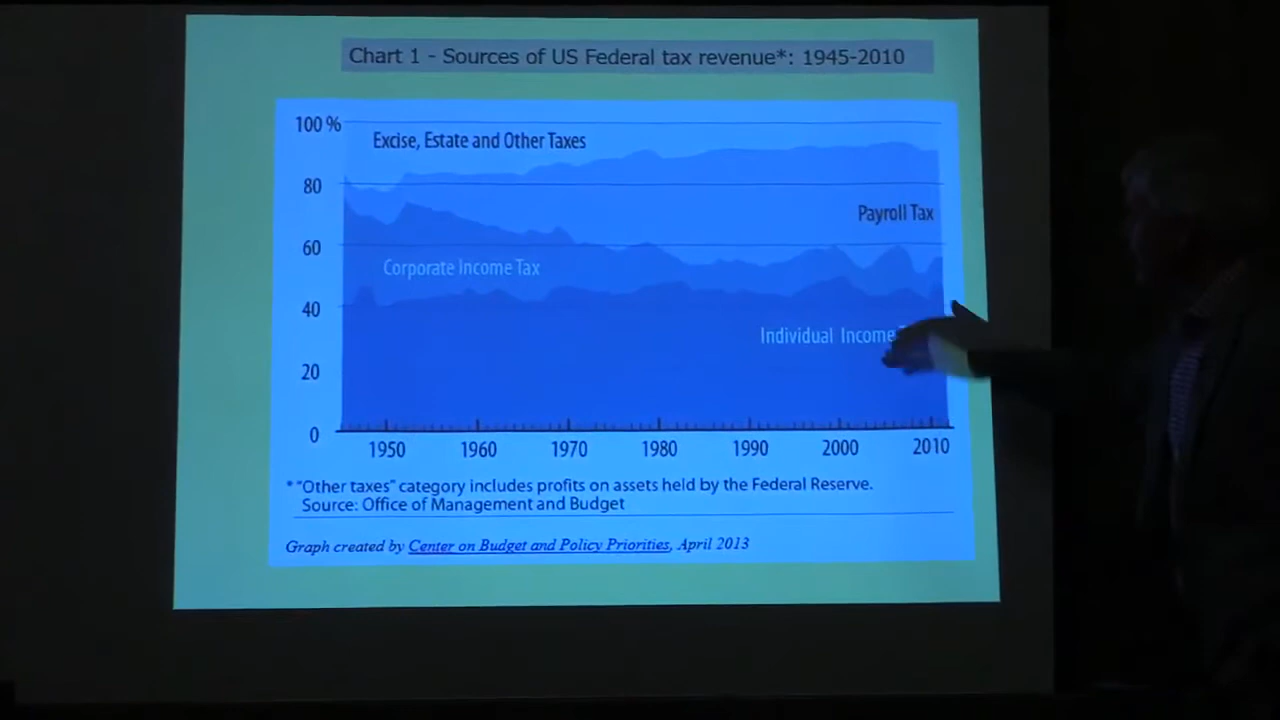 Chart 1 - Sources of US Federal tax revenue*: 1945-2010
100 %
Excise, Estate and Other Taxes
80
Payroll Tax
60
Corporate Income Tax
40
Individual Income
20
0
1950 1960 1970 1980 1990 2000 2010
* "Other taxes" category includes profits on assets held by the Federal Reserve.
Source: Office of Management and Budget
Graph created by Center on Budget and Policy Priorities, April 2013